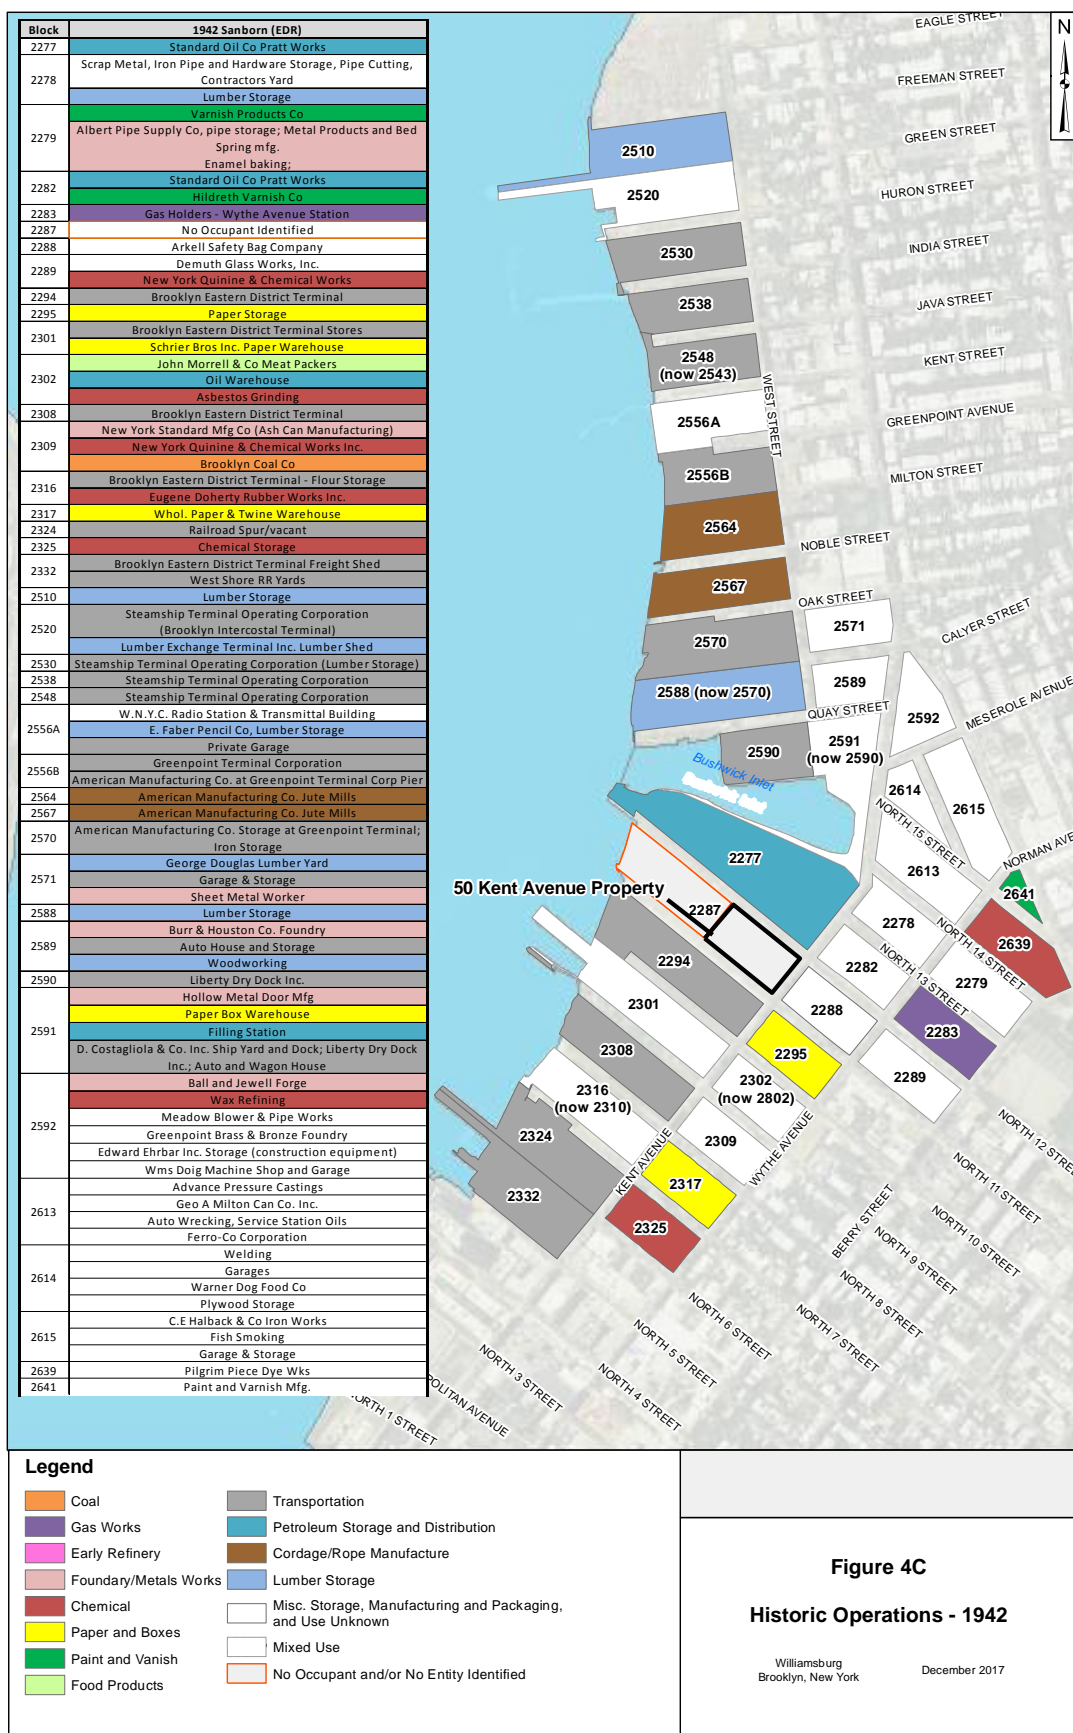 Block 1942 Sanborn (EDR)
2277 Standard Oil Co Pratt Works
2278 Scrap Metal, Iron Pipe and Hardware Storage, Pipe Cutting,
Contractors Yard
Lumber Storage
Varnish Products Co
2279 Albert Pipe Supply Co, pipe storage; Metal Products and Bed
Spring mfg.
Enamel baking;
2282 Standard Oil Co Pratt Works
Hildreth Varnish Co
2283 Gas Holders - Wythe Avenue Station
2287 No Occupant Identified
2288 Arkell Safety Bag Company
2289 Demuth Glass Works, Inc.
New York Quinine & Chemical Works
2294 Brooklyn Eastern District Terminal
2295 Paper Storage
2301 Brooklyn Eastern District Terminal Stores
Schrier Bros Inc. Paper Warehouse
2302 John Morrell & Co Meat Packers
Oil Warehouse
Asbestos Grinding
2308 Brooklyn Eastern District Terminal
2309 New York Standard Mfg Co (Ash Can Manufacturing)
New York Quinine & Chemical Works Inc.
Brooklyn Coal Co
2316 Brooklyn Eastern District Terminal - Flour Storage
Eugene Doherty Rubber Works Inc.
2317 Whol. Paper & Twine Warehouse
2324 Railroad Spur/vacant
2325 Chemical Storage
2332 Brooklyn Eastern District Terminal Freight Shed
West Shore RR Yards
2510 Lumber Storage
2520 Steamship Terminal Operating Corporation
(Brooklyn Intercostal Terminal)
Lumber Exchange Terminal Inc. Lumber Shed
2530 Steamship Terminal Operating Corporation (Lumber Storage)
2538 Steamship Terminal Operating Corporation
2548 Steamship Terminal Operating Corporation
2556A W.N.Y.C. Radio Station & Transmittal Building
E. Faber Pencil Co, Lumber Storage
Private Garage
2556B Greenpoint Terminal Corporation
American Manufacturing Co. at Greenpoint Terminal Corp Pier
2564 American Manufacturing Co. Jute Mills
2567 American Manufacturing Co. Jute Mills
2570 American Manufacturing Co. Storage at Greenpoint Terminal;
Iron Storage
2571 George Douglas Lumber Yard
Garage & Storage
Sheet Metal Worker
2588 Lumber Storage
2589 Burr & Houston Co. Foundry
Auto House and Storage
Woodworking
2590 Liberty Dry Dock Inc.
2591 Hollow Metal Door Mfg
Paper Box Warehouse
Filling Station
D. Costagliola & Co. Inc. Ship Yard and Dock; Liberty Dry Dock
Inc.; Auto and Wagon House
2592 Ball and Jewell Forge
Wax Refining
Meadow Blower & Pipe Works
Greenpoint Brass & Bronze Foundry
Edward Ehrbar Inc. Storage (construction equipment)
Wms Doig Machine Shop and Garage
2613 Advance Pressure Castings
Geo A Milton Can Co. Inc.
Auto Wrecking, Service Station Oils
Ferro-Co Corporation
2614 Welding
Garages
Warner Dog Food Co
Plywood Storage
2615 C.E Halback & Co Iron Works
Fish Smoking
Garage & Storage
2639 Pilgrim Piece Dye Wks
2641 Paint and Varnish Mfg.
N
EAGLE STREET
FREEMAN STREET
GREEN STREET
HURON STREET
INDIA STREET
JAVA STREET
KENT STREET
GREENPOINT AVENUE
MILTON STREET
NOBLE STREET
OAK STREET
CALYER STREET
MESEROLE AVENUE
QUAY STREET
WEST STREET
NORMAN AVE
2510
2520
2530
2538
2548
(now 2543)
2556A
2556B
2564
2567
2570
2571
2588 (now 2570)
2589
2590
2591
(now 2590)
2592
Bushwick Inlet
2614
2615
NORTH 15 STREET
2613
2641
2277
50 Kent Avenue Property
2287
2278
NORTH 14 STREET
2639
2294
2282
NORTH 13 STREET
2279
2301
2288
2283
2308
2295
2289
2316
(now 2310)
2302
(now 2802)
2324
2309
2332
KENT AVENUE
2317
WYTHE AVENUE
2325
BERRY STREET
NORTH 12 STREE
NORTH 11 STREET
NORTH 10 STREET
NORTH 9 STREET
NORTH 8 STREET
NORTH 7 STREET
NORTH 6 STREET
NORTH 5 STREET
NORTH 4 STREET
NORTH 3 STREET
POLITAN AVENUE
NORTH 1 STREET
Legend
Coal
Gas Works
Early Refinery
Foundary/Metals Works
Chemical
Paper and Boxes
Paint and Vanish
Food Products
Transportation
Petroleum Storage and Distribution
Cordage/Rope Manufacture
Lumber Storage
Misc. Storage, Manufacturing and Packaging,
and Use Unknown
Mixed Use
No Occupant and/or No Entity Identified
Figure 4C
Historic Operations - 1942
Williamsburg
Brooklyn, New York
December 2017